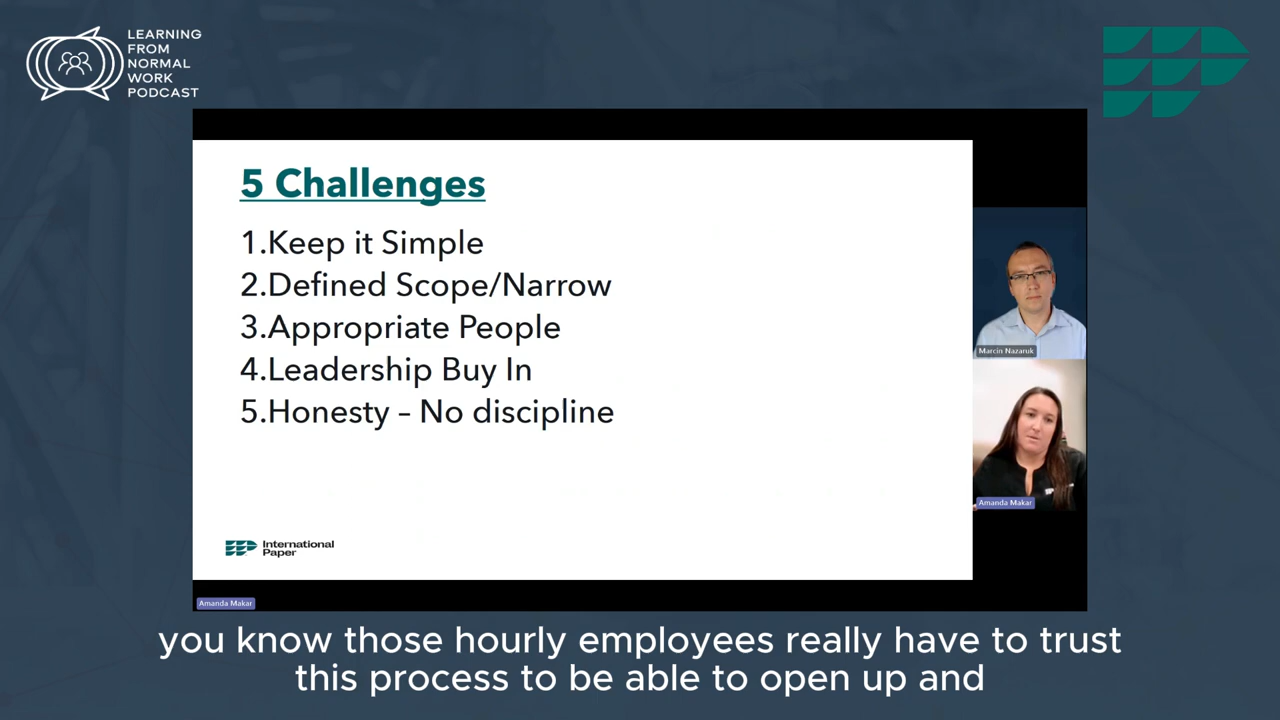 LEARNING
FROM
NORMAL
WORK
PODCAST
5 Challenges
1.Keep it Simple
2.Defined Scope/Narrow
3.Appropriate People
4.Leadership Buy In
5.Honesty – No discipline
International
Paper
Marcin Nazaruk
Amanda Makar
Amanda Makar
you know those hourly employees really have to trust
this process to be able to open up and